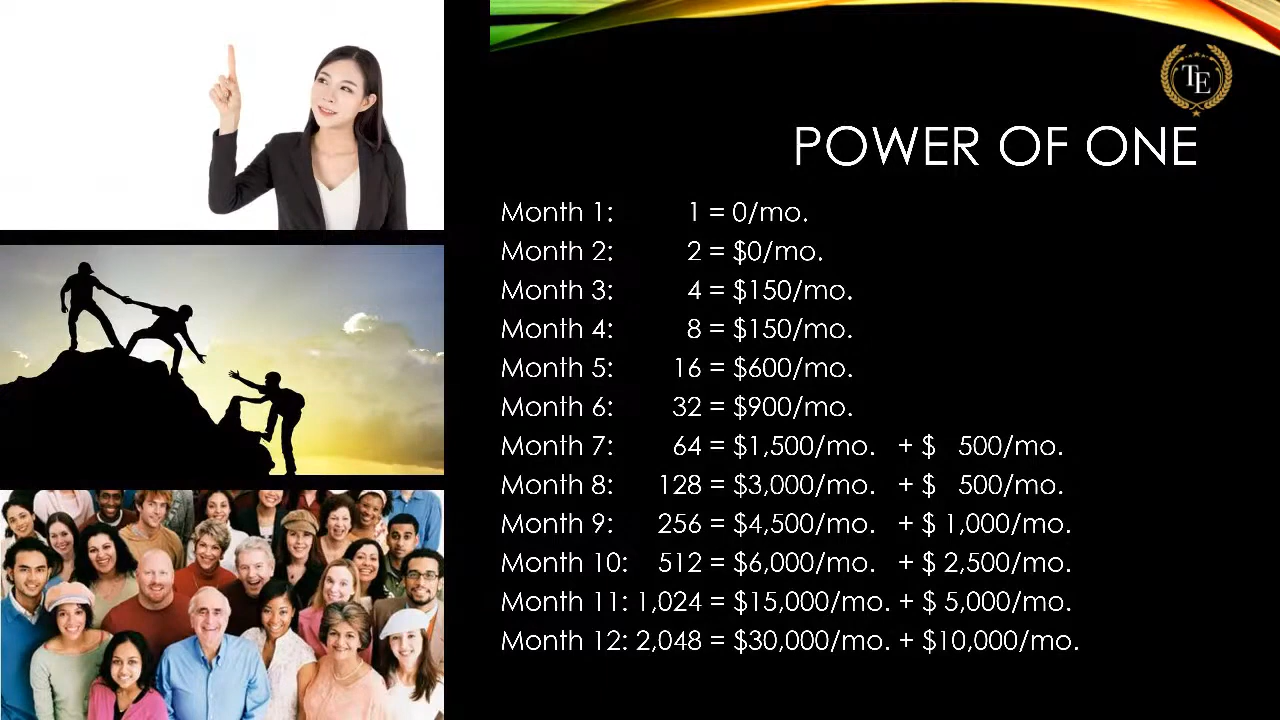 TE
POWER OF ONE
Month 1: 1 = 0/mo.
Month 2: 2 = $0/mo.
Month 3: 4 = $150/mo.
Month 4: 8 = $150/mo.
Month 5: 16 = $600/mo.
Month 6: 32 = $900/mo.
Month 7: 64 = $1,500/mo. + $ 500/mo.
Month 8: 128 = $3,000/mo. + $ 500/mo.
Month 9: 256 = $4,500/mo. + $ 1,000/mo.
Month 10: 512 = $6,000/mo. + $ 2,500/mo.
Month 11: 1,024 = $15,000/mo. + $ 5,000/mo.
Month 12: 2,048 = $30,000/mo. + $10,000/mo.